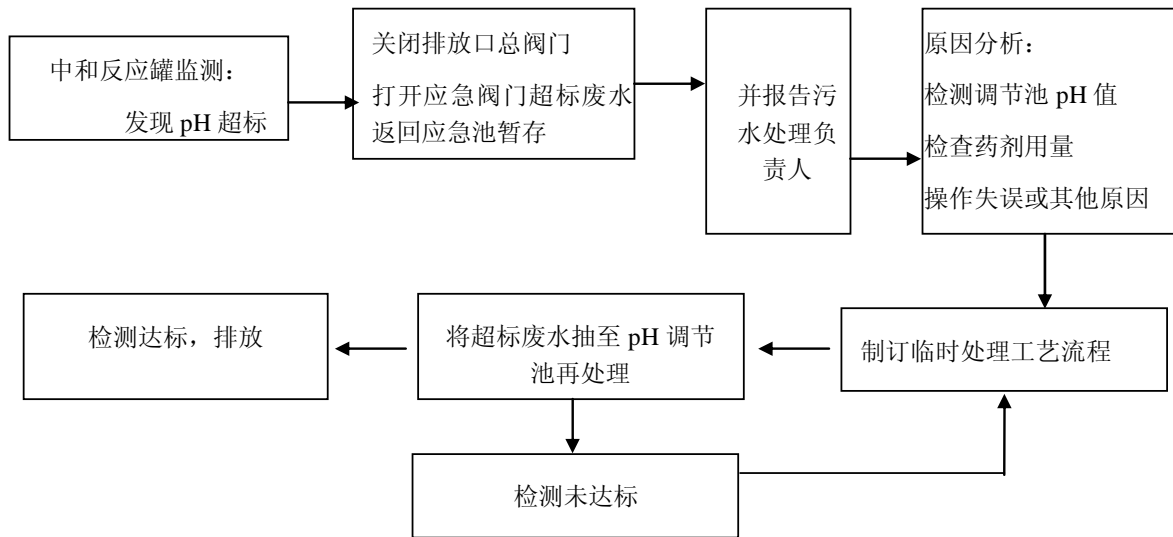 中和反应罐监测：
发现 pH 超标
关闭排放口总阀门
打开应急阀门超标废水
返回应急池暂存
并报告污
水处理负
责人
原因分析：
检测调节池 pH 值
检查药剂用量
操作失误或其他原因
制订临时处理工艺流程
将超标废水抽至 pH 调节
池再处理
检测达标，排放
检测未达标